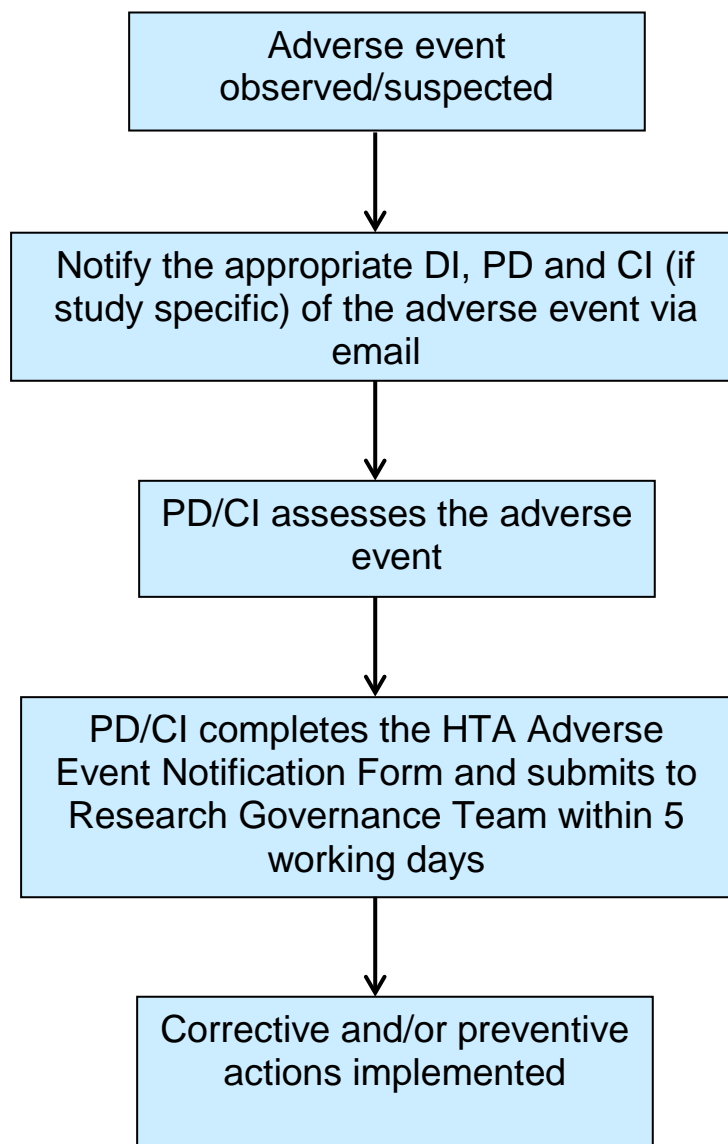 Adverse event
observed/suspected
Notify the appropriate DI, PD and CI (if
study specific) of the adverse event via
email
PD/CI assesses the adverse
event
PD/CI completes the HTA Adverse
Event Notification Form and submits to
Research Governance Team within 5
working days
Corrective and/or preventive
actions implemented